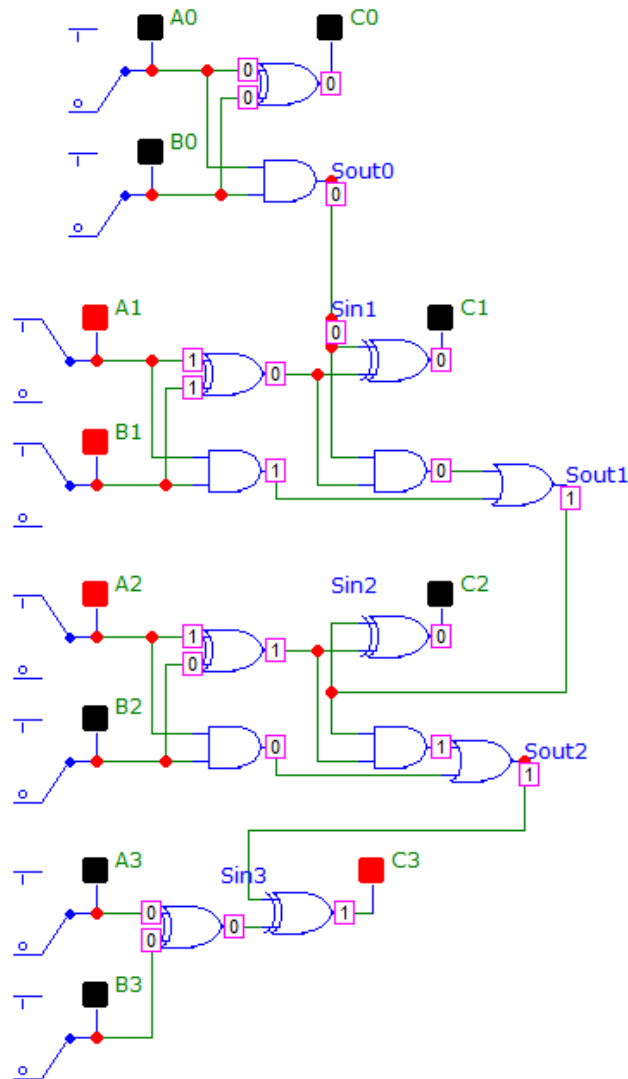 A0 C0
0 0
0
B0
Sout0
0
A1 Sin1 C1
0
1 0 0
1
B1
1 0 Sout1
1
A2 Sin2 C2
1 1 0
0
B2
0 1 Sout2
1
A3 Sin3 C3
0 0 1
0
B3